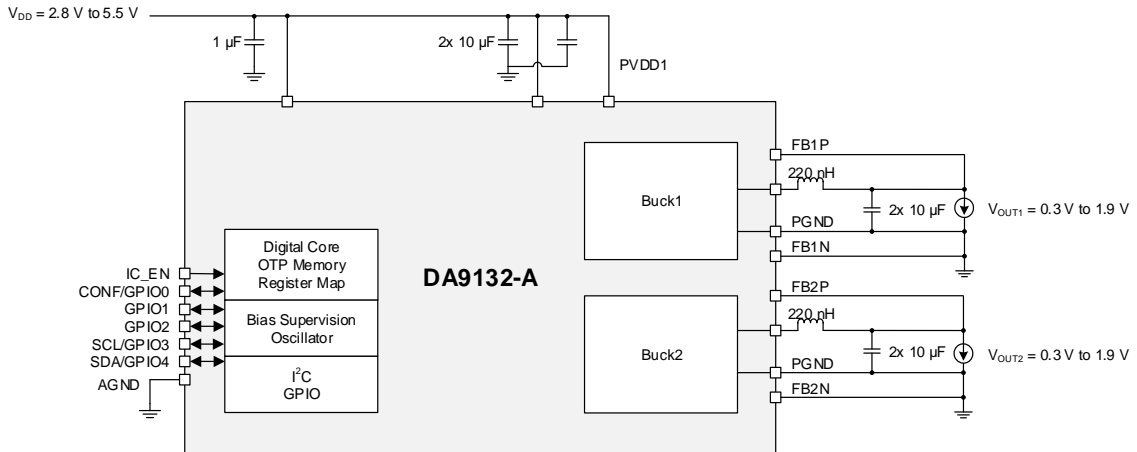 V_DD = 2.8 V to 5.5 V
1 µF
2x 10 µF
PVDD1
FB1P
220 nH
Buck1
2x 10 µF
V_OUT1 = 0.3 V to 1.9 V
PGND
FB1N
Digital Core
OTP Memory
Register Map
DA9132-A
IC_EN
CONF/GPIO0
GPIO1
GPIO2
SCL/GPIO3
SDA/GPIO4
AGND
Bias Supervision
Oscillator
I²C
GPIO
FB2P
220 nH
Buck2
2x 10 µF
V_OUT2 = 0.3 V to 1.9 V
PGND
FB2N